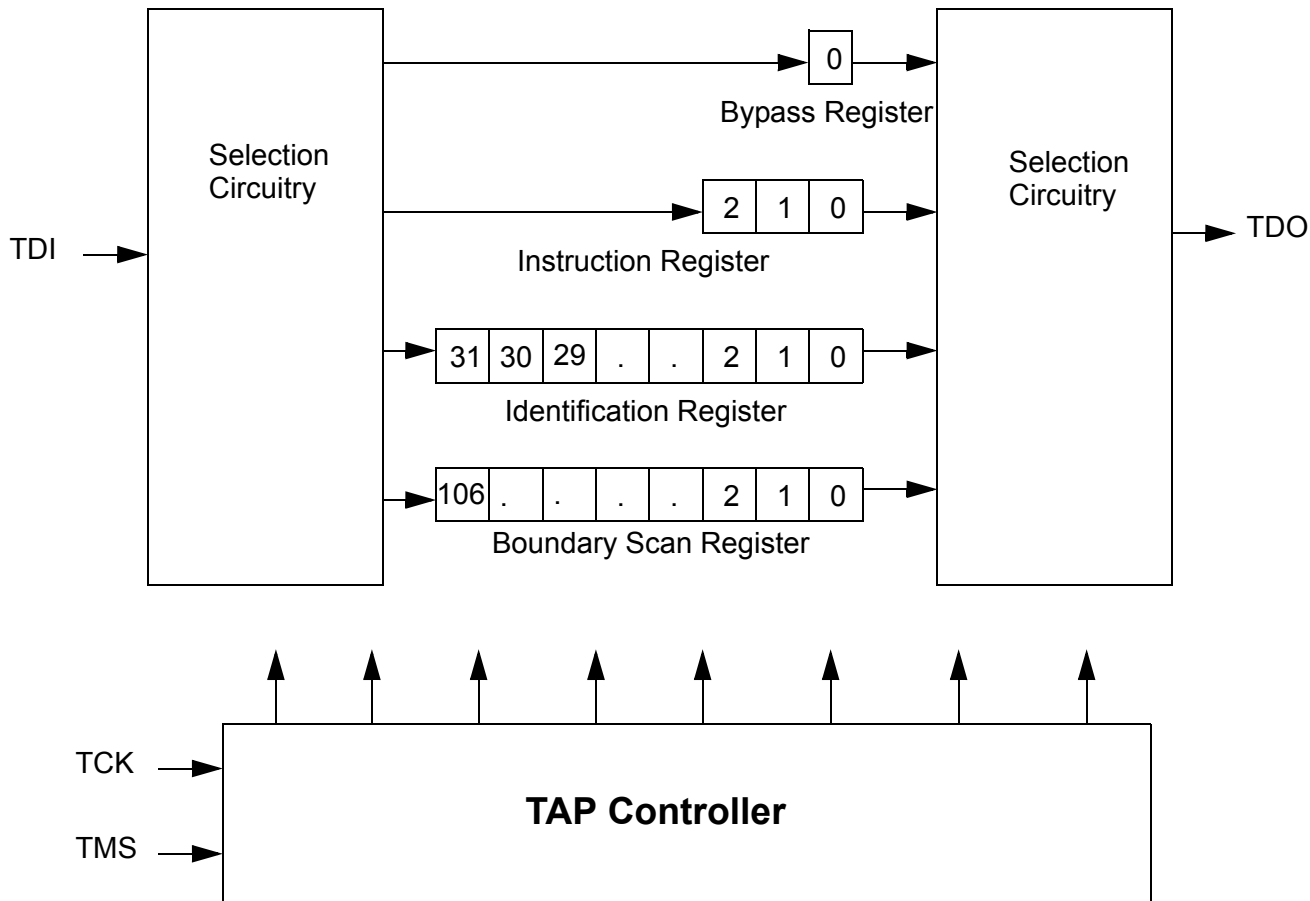 0
Bypass Register
Selection
Circuitry
Selection
Circuitry
2 1 0
TDI
TDO
Instruction Register
31 30 29 . . 2 1 0
Identification Register
106 . . . . 2 1 0
Boundary Scan Register
TCK
TAP Controller
TMS